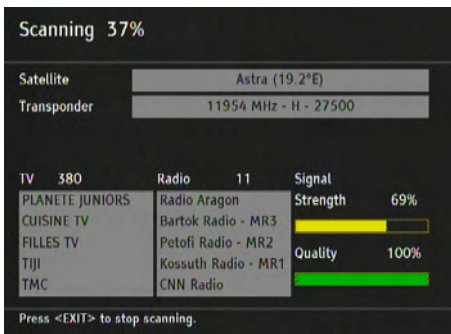 Scanning 37%
Satellite Astra (19.2°E)
Transponder 11954 MHz - H - 27500
TV 380 Radio 11 Signal
PLANETE JUNIORS Radio Aragon Strength 69%
CUISINE TV Bartok Radio - MR3
FILLES TV Petofi Radio - MR2
Quality 100%
TIJI Kossuth Radio - MR1
TMC CNN Radio
Press <EXIT> to stop scanning.